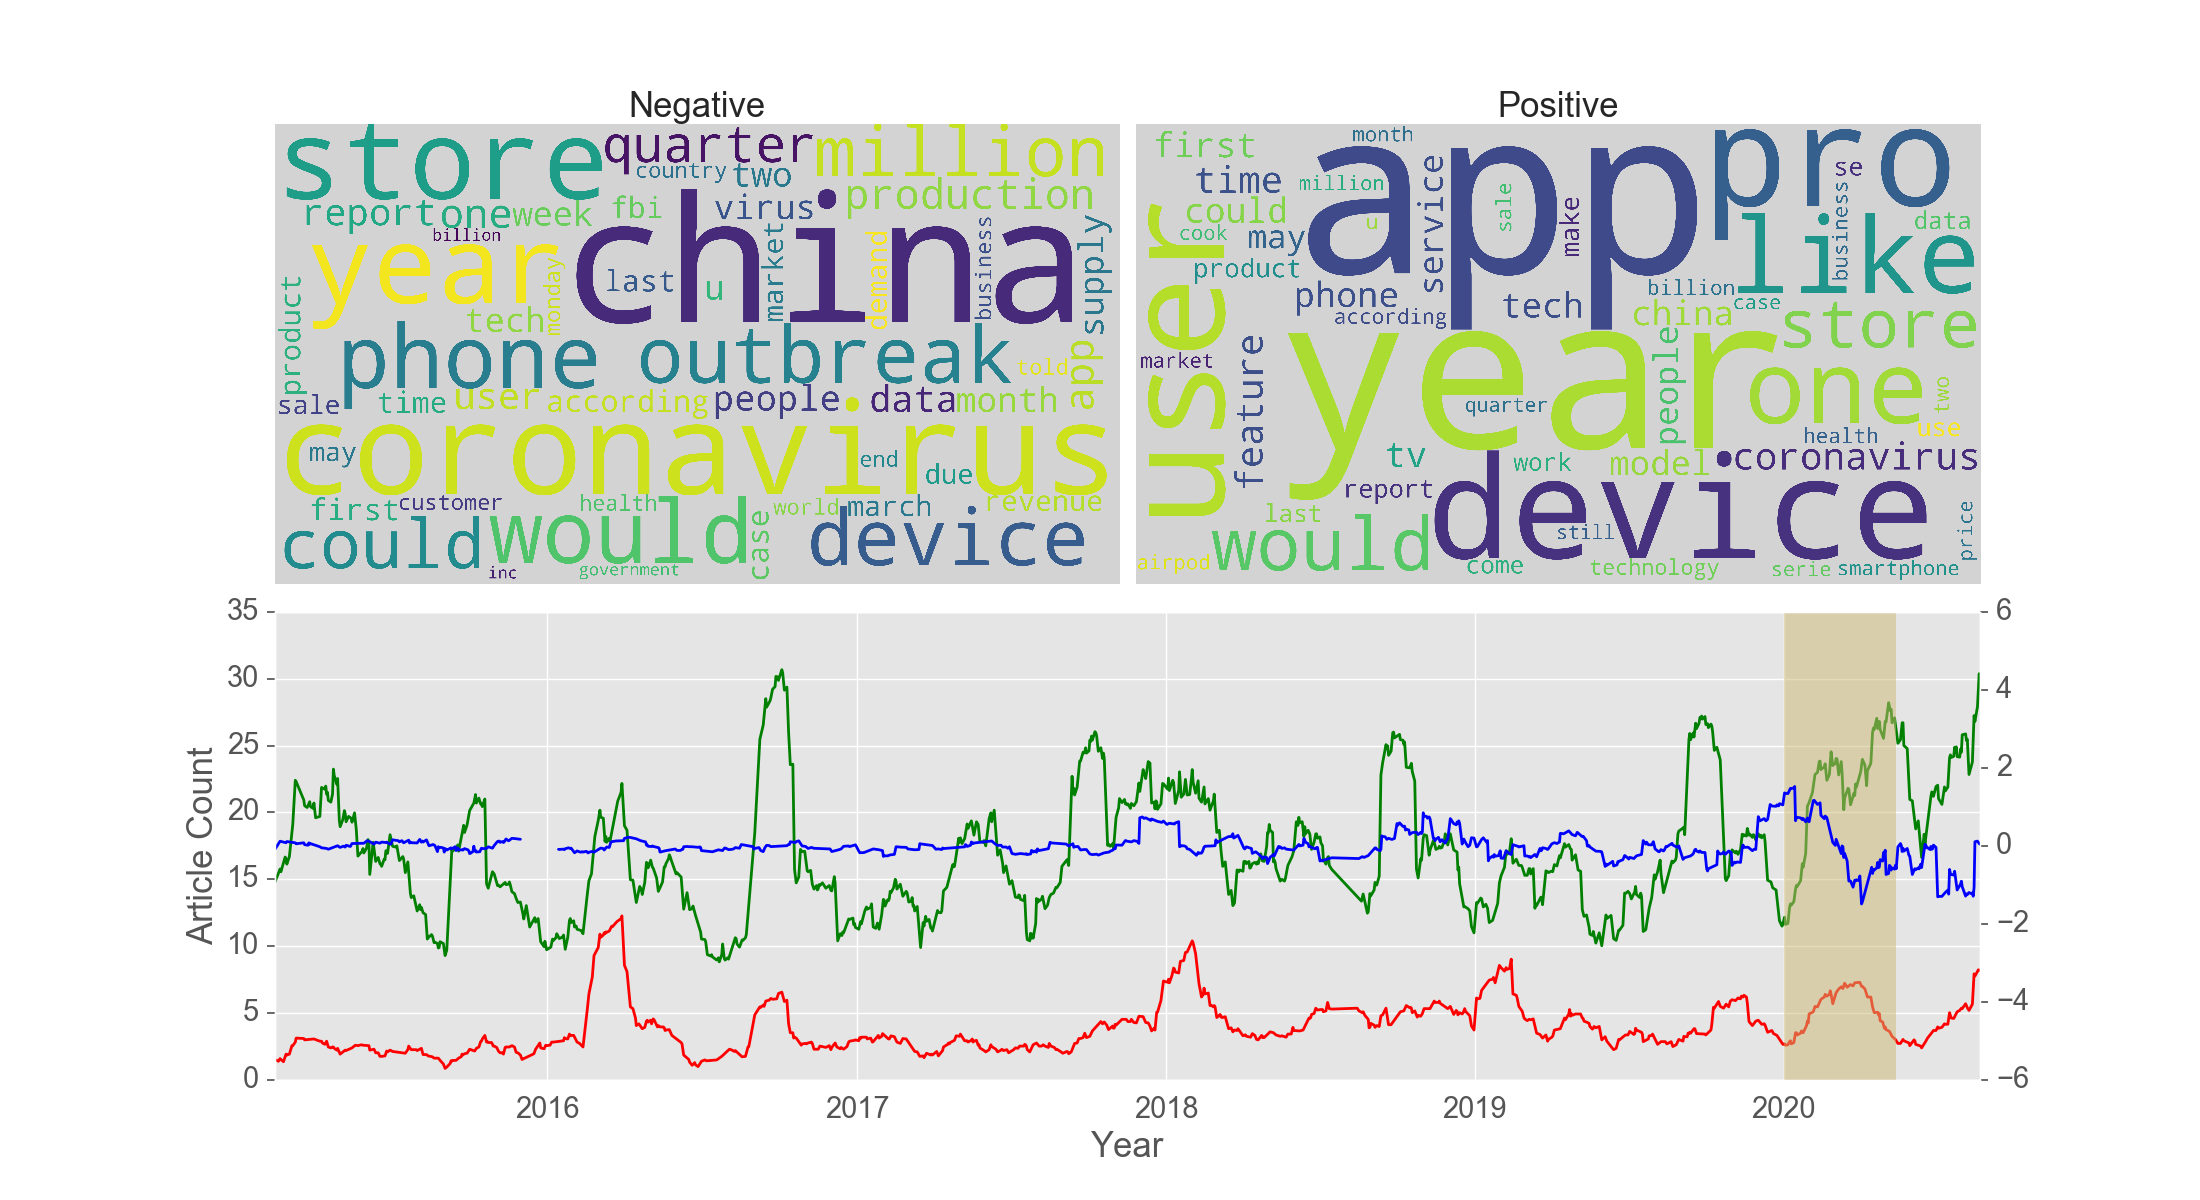 Negative
store quarter million
country two
production
report one week fbi virus
billion
year china
last u market demand business supply
product tech monday
phone outbreak told app
sale time user according people data month
coronavirus
may end due
first customer health world march revenue
could would case device
inc government
Positive
month app pro
first se
time million service sale make like business data
could u
cook may
product
user phone tech billion case
according china store
market feature year people one two
quarter
health use
tv work model coronavirus
report device
last still price
would
airpod come technology serie smartphone
35 6
30 4
25
2
20
0
15
10 −2
5 −4
0 −6
Article Count
2016 2017 2018 2019 2020
Year